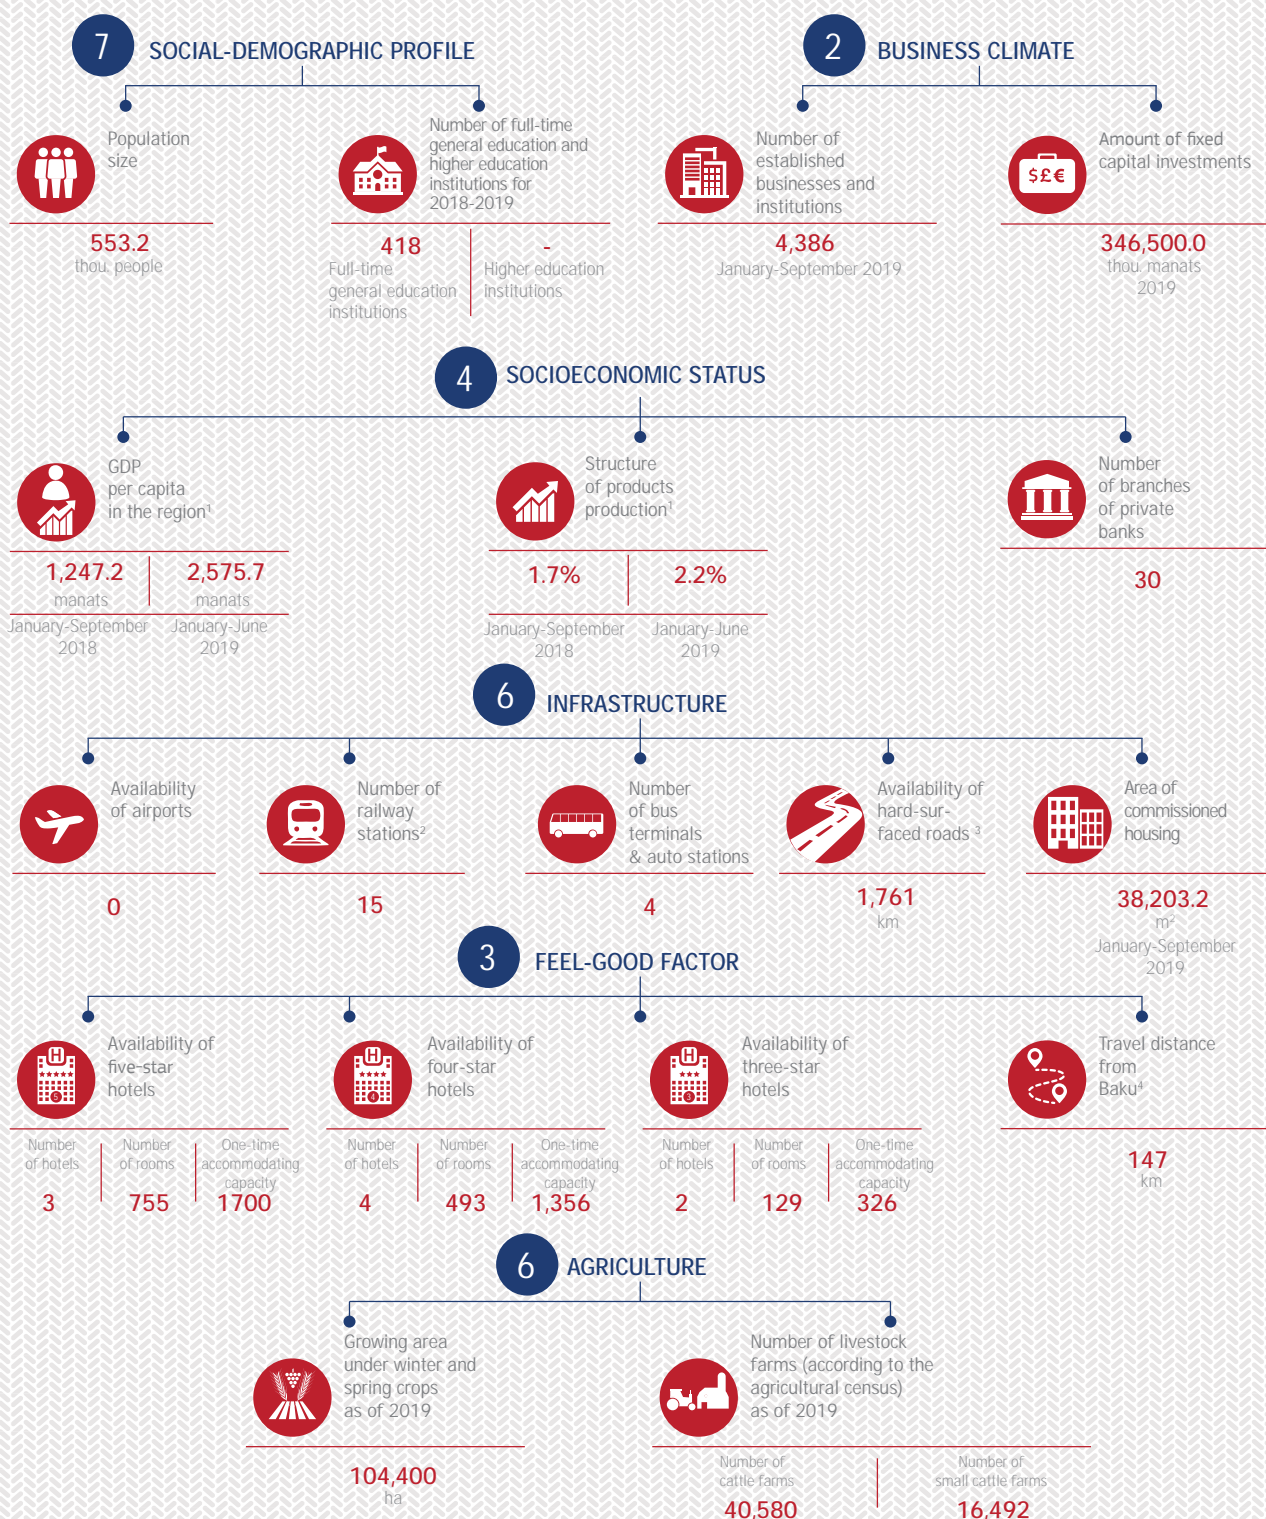 7 SOCIAL-DEMOGRAPHIC PROFILE
Population
size
553.2
thou. people
Number of full-time
general education and
higher education
institutions for
2018-2019
418
Full-time
general education
institutions
-
Higher education
institutions
2 BUSINESS CLIMATE
Number of
established
businesses and
institutions
4,386
January-September 2019
$£€
Amount of fixed
capital investments
346,500.0
thou. manats
2019
4 SOCIOECONOMIC STATUS
GDP
per capita
in the region¹
1,247.2
manats
January-September
2018
2,575.7
manats
January-June
2019
Structure
of products
production¹
1.7%
January-September
2018
2.2%
January-June
2019
Number
of branches
of private
banks
30
6 INFRASTRUCTURE
Availability
of airports
0
Number of
railway
stations²
15
Number
of bus
terminals
& auto stations
4
Availability of
hard-sur-
faced roads ³
1,761
km
Area of
commissioned
housing
38,203.2
m²
January-September
2019
3 FEEL-GOOD FACTOR
H
5
Availability of
five-star
hotels
Number
of hotels
3
Number
of rooms
755
One-time
accommodating
capacity
1700
H
4
Availability of
four-star
hotels
Number
of hotels
4
Number
of rooms
493
One-time
accommodating
capacity
1,356
H
3
Availability of
three-star
hotels
Number
of hotels
2
Number
of rooms
129
One-time
accommodating
capacity
326
Travel distance
from
Baku⁴
147
km
6 AGRICULTURE
Growing area
under winter and
spring crops
as of 2019
104,400
ha
Number of livestock
farms (according to the
agricultural census)
as of 2019
Number of
cattle farms
40,580
Number of
small cattle farms
16,492